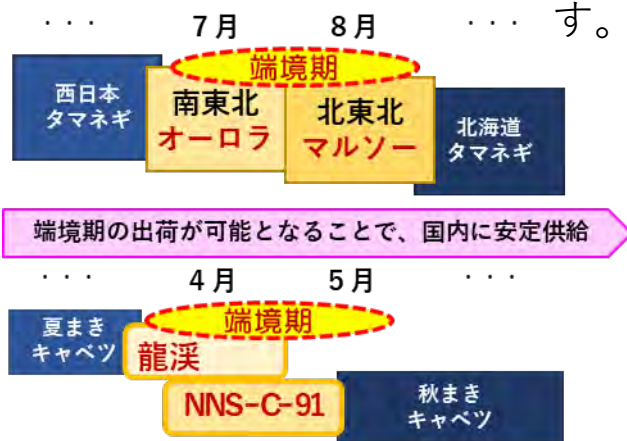 す。
・・・ 7月 8月 ・・・
端境期
西日本
タマネギ
南東北
オーロラ
北東北
マルソー
北海道
タマネギ
端境期の出荷が可能となることで、国内に安定供給
・・・ 4月 5月 ・・・
端境期
夏まき
キャベツ
龍渓
NNS-C-91
秋まき
キャベツ